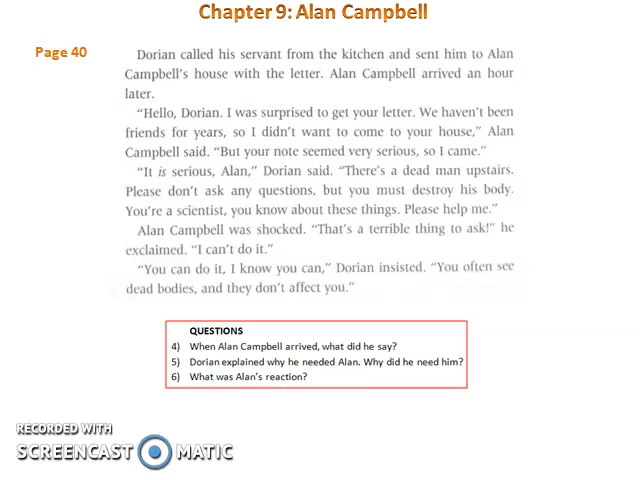 Chapter 9: Alan Campbell
Page 40
Dorian called his servant from the kitchen and sent him to Alan
Campbell's house with the letter. Alan Campbell arrived an hour
later.
"Hello, Dorian. I was surprised to get your letter. We haven't been
friends for years, so I didn't want to come to your house," Alan
Campbell said. "But your note seemed very serious, so I came."
"It is serious, Alan," Dorian said. "There's a dead man upstairs.
Please don't ask any questions, but you must destroy his body.
You're a scientist, you know about these things. Please help me."
Alan Campbell was shocked. "That's a terrible thing to ask!" he
exclaimed. "I can't do it."
"You can do it, I know you can," Dorian insisted. "You often see
dead bodies, and they don't affect you."
QUESTIONS
4) When Alan Campbell arrived, what did he say?
5) Dorian explained why he needed Alan. Why did he need him?
6) What was Alan's reaction?
RECORDED WITH
SCREENCAST MATIC